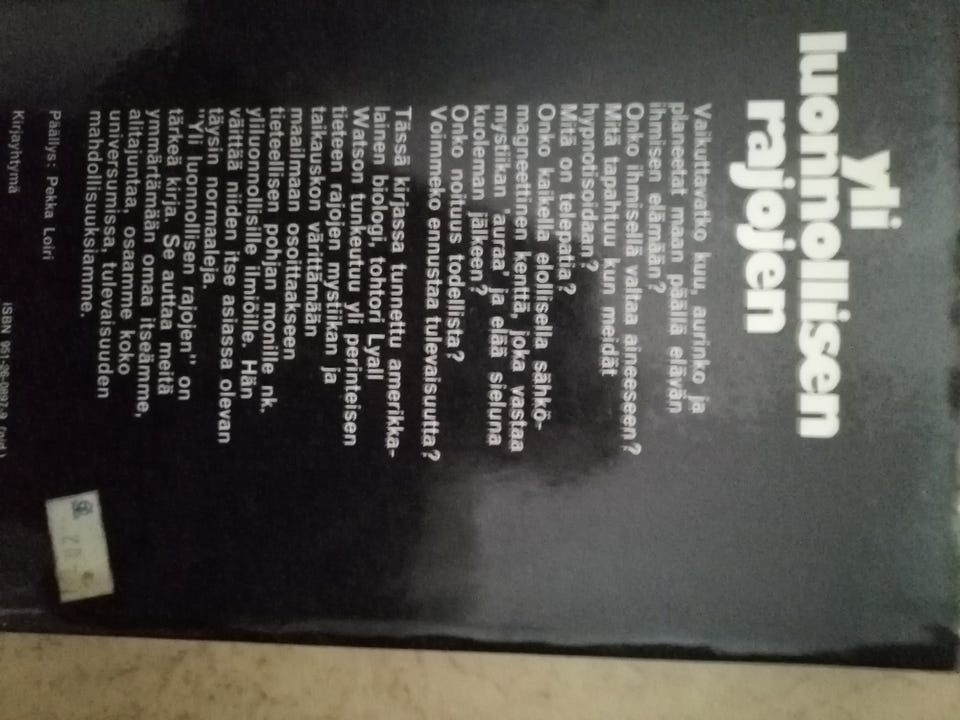 yli
luonnollisen
rajojen
Vaikuttavatko kuu, aurinko ja
planeetat maan päällä elävän
ihmisen elämään?
Onko ihmisellä valtaa aineeseen?
Mitä tapahtuu kun meidät
hypnotisoidaan?
Mitä on telepatia?
Onko kaikella elollisella sähkö-
magneettinen kenttä, joka vastaa
mystiikan 'auraa' ja elää sieluna
kuoleman jälkeen?
Onko noituus todellista?
Voimmeko ennustaa tulevaisuutta?
Tässä kirjassa tunnettu amerikka-
lainen biologi, tohtori Lyall
Watson tunkeutuu yli perinteisen
tieteen rajojen mystiikan ja
taikauskon värittämään
maailmaan osoittaakseen
tieteellisen pohjan monille nk.
yliluonnollisille ilmiöille. Hän
väittää niiden itse asiassa olevan
täysin normaaleja.
"Yli luonnollisen rajojen" on
tärkeä kirja. Se auttaa meitä
ymmärtämään omaa itseämme,
alitajuntaa, osaamme koko
universumissa, tulevaisuuden
mahdollisuuksiamme.
Päällys: Pekka Loiri
Kirjayhtymä
ISBN